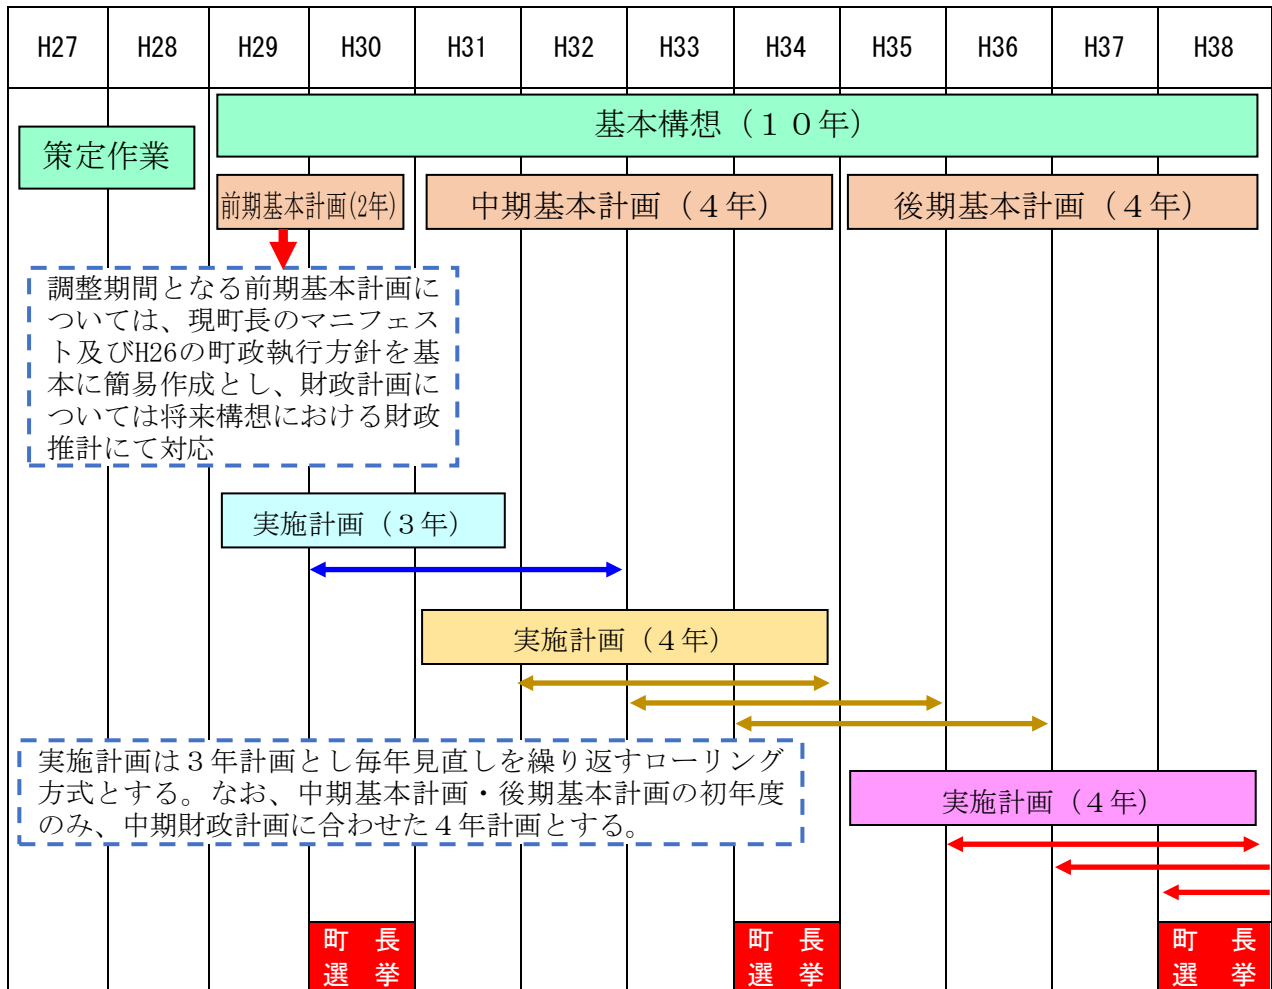 H27 H28 H29 H30 H31 H32 H33 H34 H35 H36 H37 H38
基本構想（１０年）
策定作業
前期基本計画(2年)
中期基本計画（４年）
後期基本計画（４年）
調整期間となる前期基本計画に
ついては、現町長のマニフェス
ト及びH26の町政執行方針を基
本に簡易作成とし、財政計画に
ついては将来構想における財政
推計にて対応
実施計画（３年）
実施計画（４年）
実施計画は３年計画とし毎年見直しを繰り返すローリング
方式とする。なお、中期基本計画・後期基本計画の初年度
のみ、中期財政計画に合わせた４年計画とする。
実施計画（４年）
町 長
選 挙
町 長
選 挙
町 長
選 挙